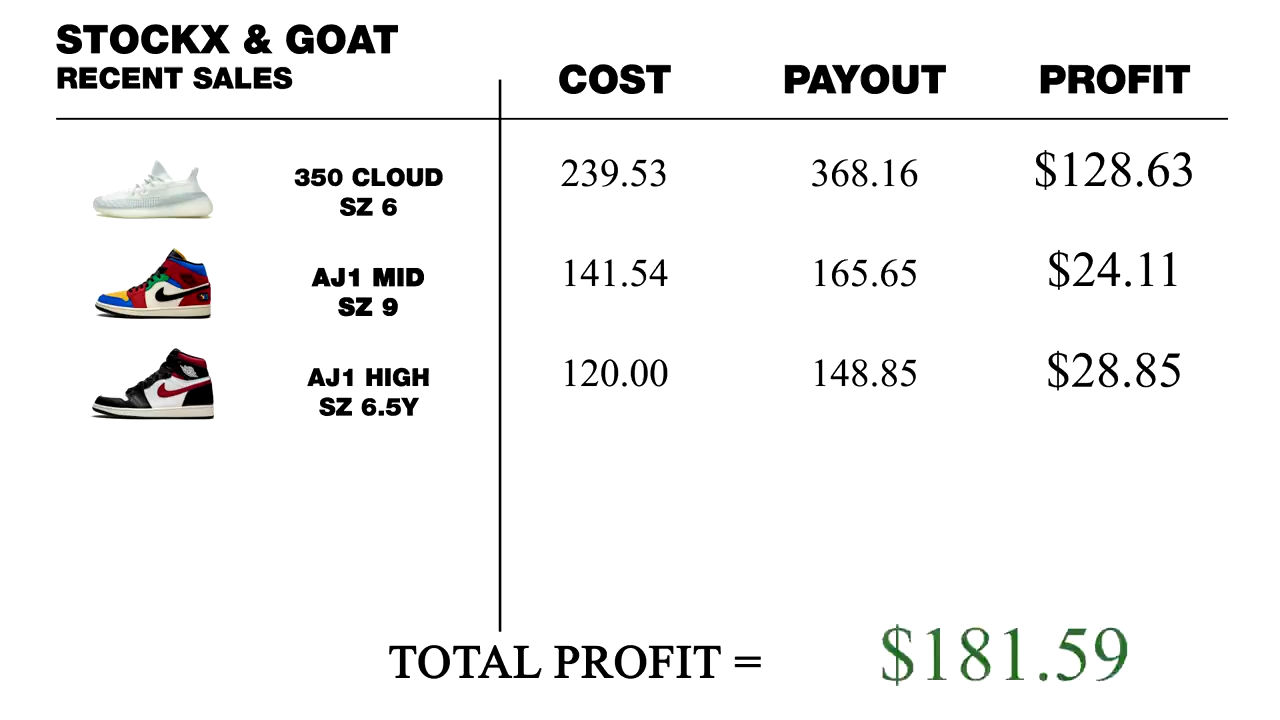 STOCKX & GOAT
RECENT SALES
COST PAYOUT PROFIT
350 CLOUD
SZ 6
239.53 368.16 $128.63
AJ1 MID
SZ 9
141.54 165.65 $24.11
AJ1 HIGH
SZ 6.5Y
120.00 148.85 $28.85
TOTAL PROFIT = $181.59